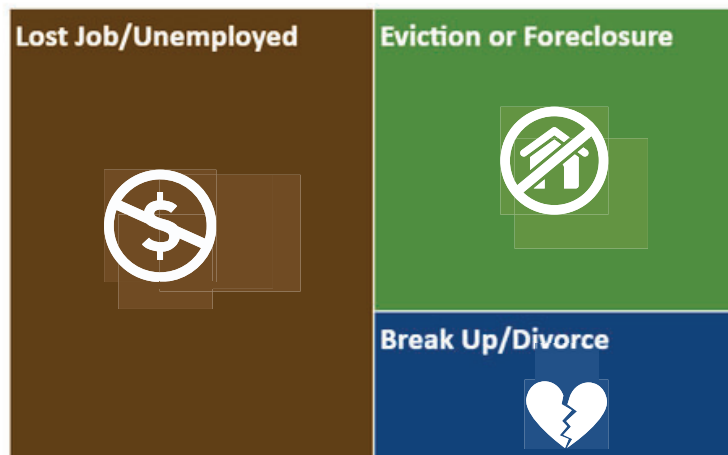 Lost Job/Unemployed
Eviction or Foreclosure
$
Break Up/Divorce